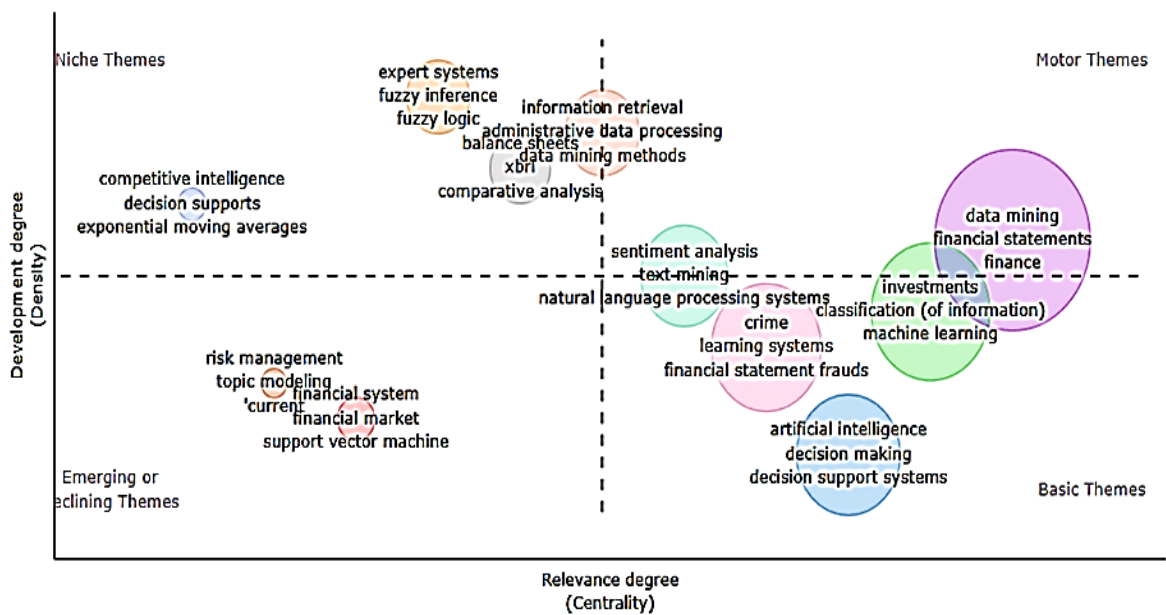 Niche Themes
Motor Themes
expert systems
fuzzy inference
fuzzy logic
information retrieval
administrative data processing
data mining methods
balance sheets
xbrl
comparative analysis
competitive intelligence
decision supports
exponential moving averages
data mining
financial statements
finance
sentiment analysis
text mining
natural language processing systems
investments
classification (of information)
machine learning
crime
learning systems
financial statement frauds
risk management
topic modeling
'current
financial system
financial market
support vector machine
artificial intelligence
decision making
decision support systems
Emerging or
eclining Themes
Basic Themes
Development degree
(Density)
Relevance degree
(Centrality)